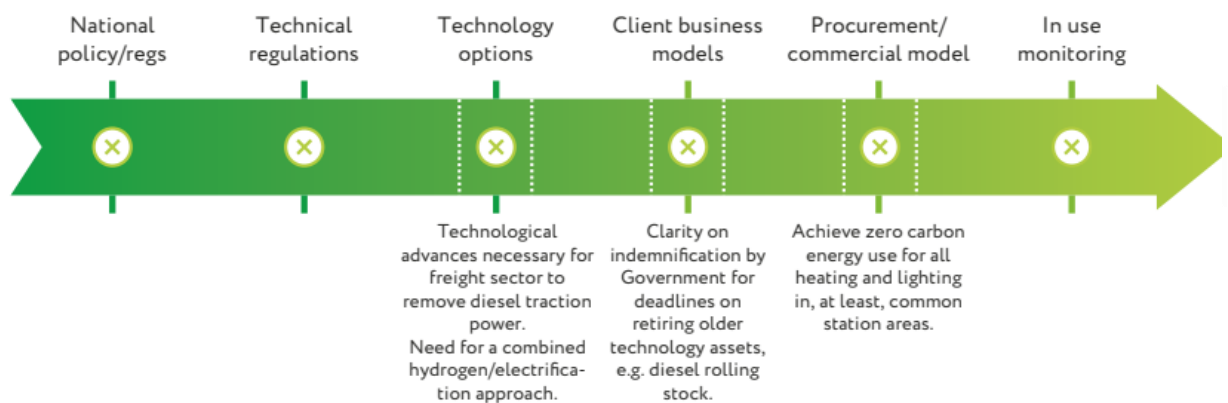 National
policy/regs
Technical
regulations
Technology
options
Client business
models
Procurement/
commercial model
In use
monitoring
Technological
advances necessary for
freight sector to
remove diesel traction
power.
Need for a combined
hydrogen/electrifica-
tion approach.
Clarity on
indemnification by
Government for
deadlines on
retiring older
technology assets,
e.g. diesel rolling
stock.
Achieve zero carbon
energy use for all
heating and lighting
in, at least, common
station areas.